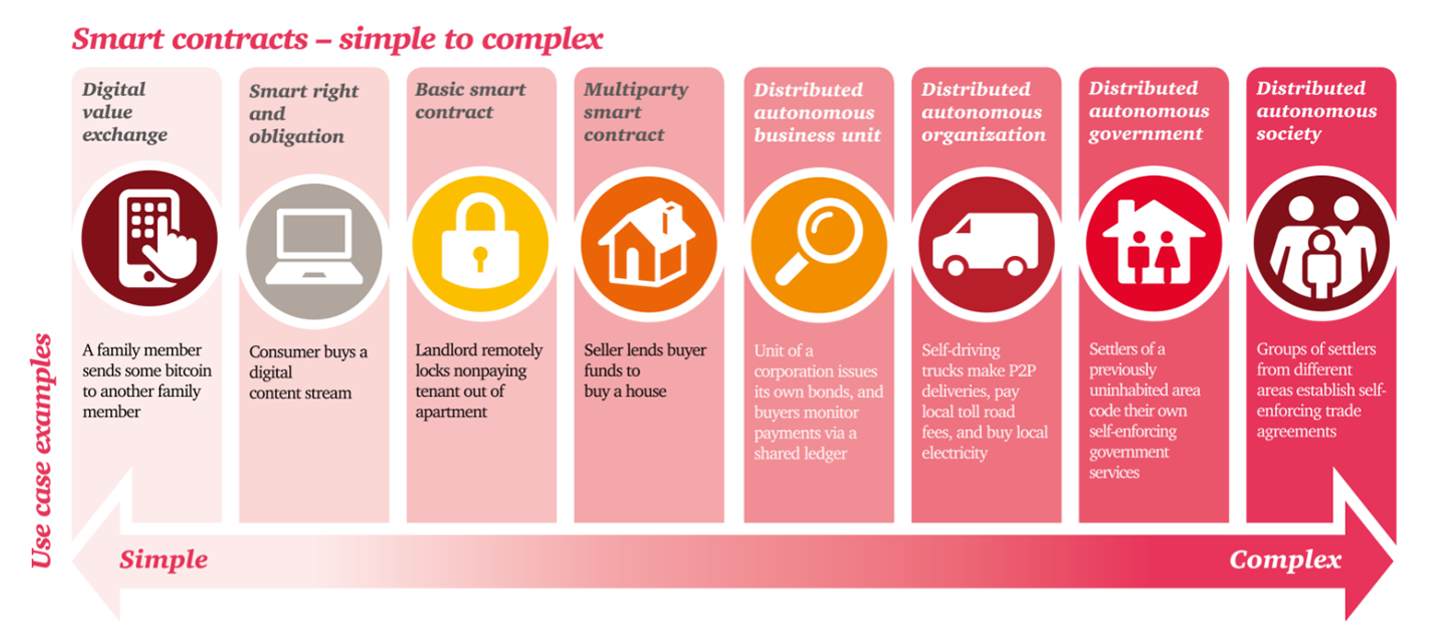 Smart contracts – simple to complex
Digital
value
exchange
A family member
sends some bitcoin
to another family
member
Smart right
and
obligation
Consumer buys a
digital
content stream
Basic smart
contract
Landlord remotely
locks nonpaying
tenant out of
apartment
Multiparty
smart
contract
Seller lends buyer
funds to
buy a house
Distributed
autonomous
business unit
Unit of a
corporation issues
its own bonds, and
buyers monitor
payments via a
shared ledger
Distributed
autonomous
organization
Self-driving
trucks make P2P
deliveries, pay
local toll road
fees, and buy local
electricity
Distributed
autonomous
government
Settlers of a
previously
uninhabited area
code their own
self-enforcing
government
services
Distributed
autonomous
society
Groups of settlers
from different
areas establish self-
enforcing trade
agreements
Use case examples
Simple
Complex